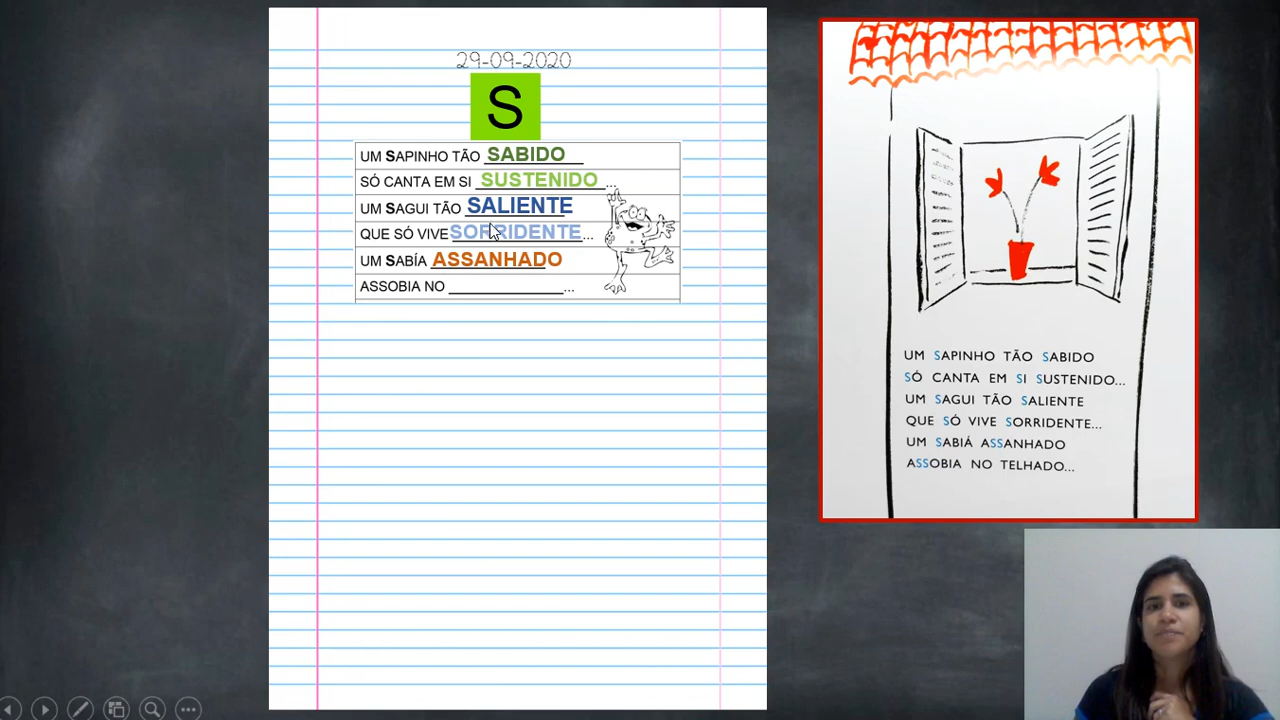 29-09-2020
S
UM SAPINHO TÃO SABIDO
SÓ CANTA EM SI SUSTENIDO...
UM SAGUI TÃO SALIENTE
QUE SÓ VIVE SORRIDENTE...
UM SABÍA ASSANHADO
ASSOBIA NO ______________...
UM SAPINHO TÃO SABIDO
SÓ CANTA EM SI SUSTENIDO...
UM SAGUI TÃO SALIENTE
QUE SÓ VIVE SORRIDENTE...
UM SABIÁ ASSANHADO
ASSOBIA NO TELHADO...